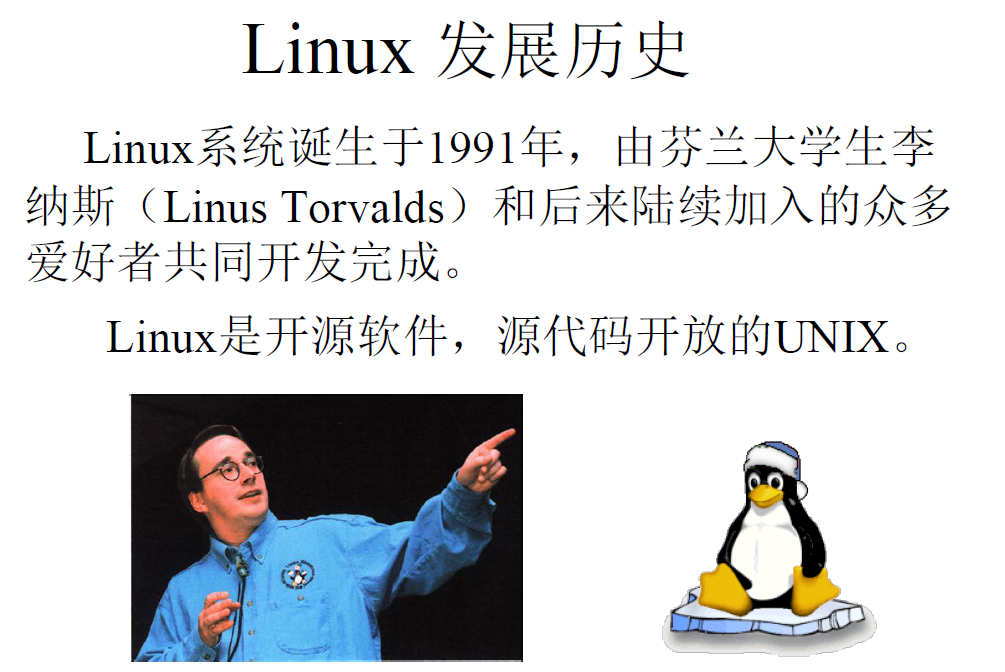 Linux 发展历史
Linux系统诞生于1991年，由芬兰大学生李
纳斯（Linus Torvalds）和后来陆续加入的众多
爱好者共同开发完成。
Linux是开源软件，源代码开放的UNIX。